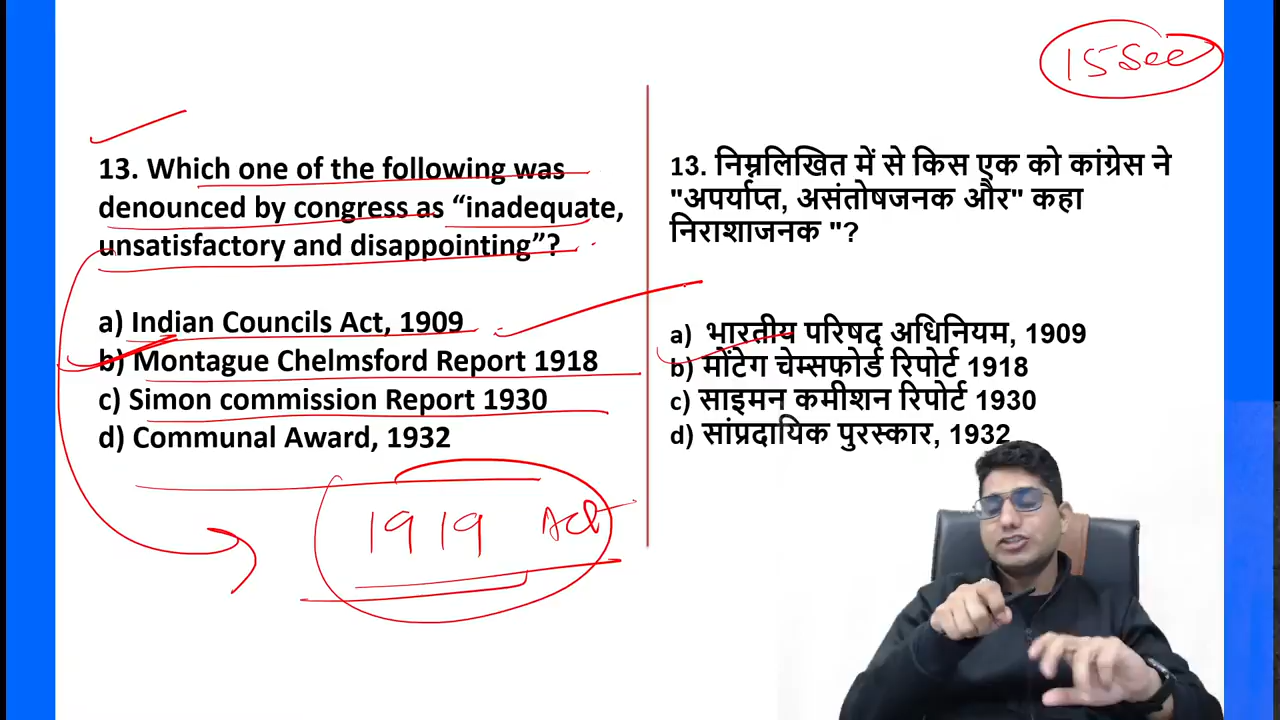 15 See
13. Which one of the following was
denounced by congress as “inadequate,
unsatisfactory and disappointing”?
a) Indian Councils Act, 1909
b) Montague Chelmsford Report 1918
c) Simon commission Report 1930
d) Communal Award, 1932
1919 Act
13. निम्नलिखित में से किस एक को कांग्रेस ने
"अपर्याप्त, असंतोषजनक और" कहा
निराशाजनक "?
a) भारतीय परिषद अधिनियम, 1909
b) मोंटेग चेम्सफोर्ड रिपोर्ट 1918
c) साइमन कमीशन रिपोर्ट 1930
d) सांप्रदायिक पुरस्कार, 1932